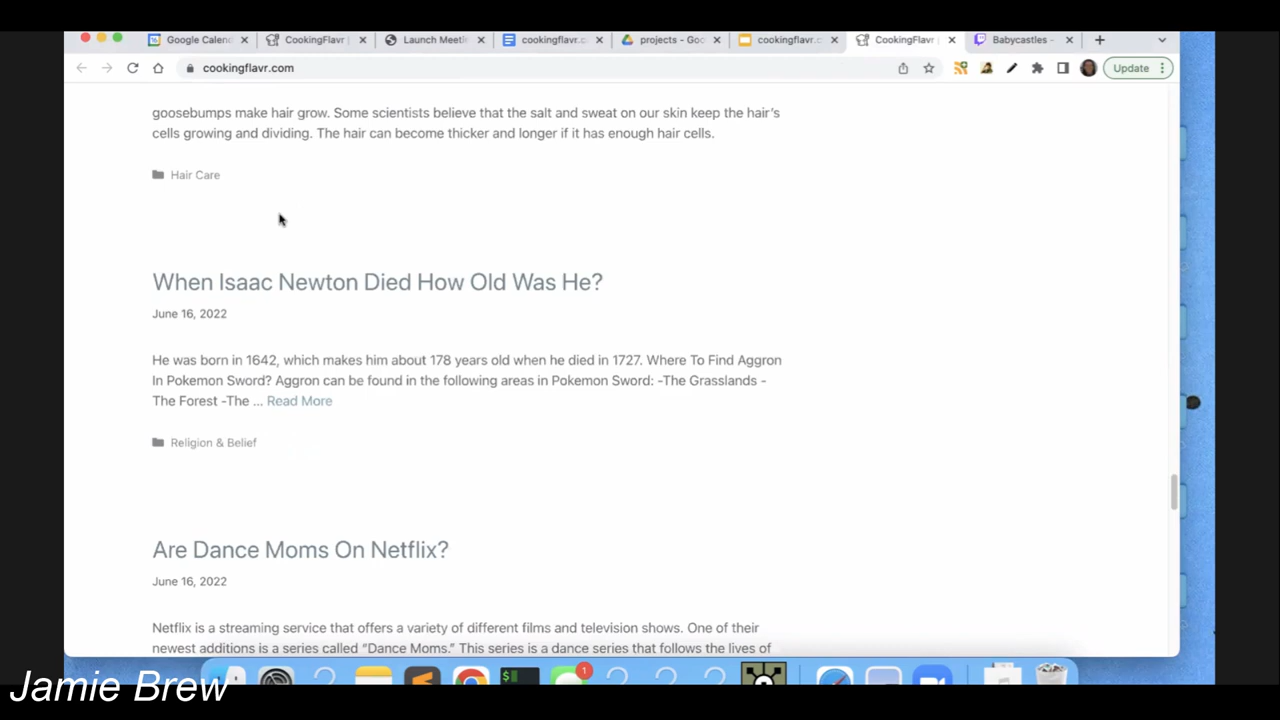 Google Calen
CookingFlavr |
Launch Meeti
cookingflavr.c
projects - Goo
cookingflavr.c
CookingFlavr |
Babycastles -
cookingflavr.com
Update
goosebumps make hair grow. Some scientists believe that the salt and sweat on our skin keep the hair's
cells growing and dividing. The hair can become thicker and longer if it has enough hair cells.
Hair Care
When Isaac Newton Died How Old Was He?
June 16, 2022
He was born in 1642, which makes him about 178 years old when he died in 1727. Where To Find Aggron
In Pokemon Sword? Aggron can be found in the following areas in Pokemon Sword: -The Grasslands -
The Forest -The ... Read More
Religion & Belief
Are Dance Moms On Netflix?
June 16, 2022
Netflix is a streaming service that offers a variety of different films and television shows. One of their
newest additions is a series called “Dance Moms.” This series is a dance series that follows the lives of
1
$
Jamie Brew